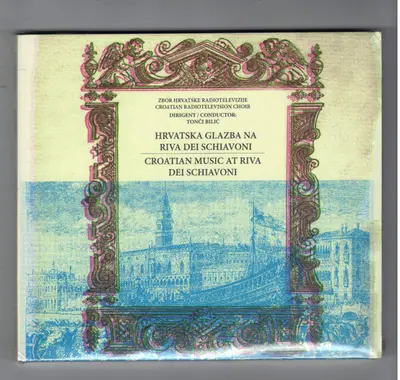 ZBOR HRVATSKE RADIOTELEVIZIJE
CROATIAN RADIOTELEVISION CHOIR
DIRIGENT / CONDUCTOR:
TONČI BILIĆ
HRVATSKA GLAZBA NA
RIVA DEI SCHIAVONI
CROATIAN MUSIC AT RIVA
DEI SCHIAVONI